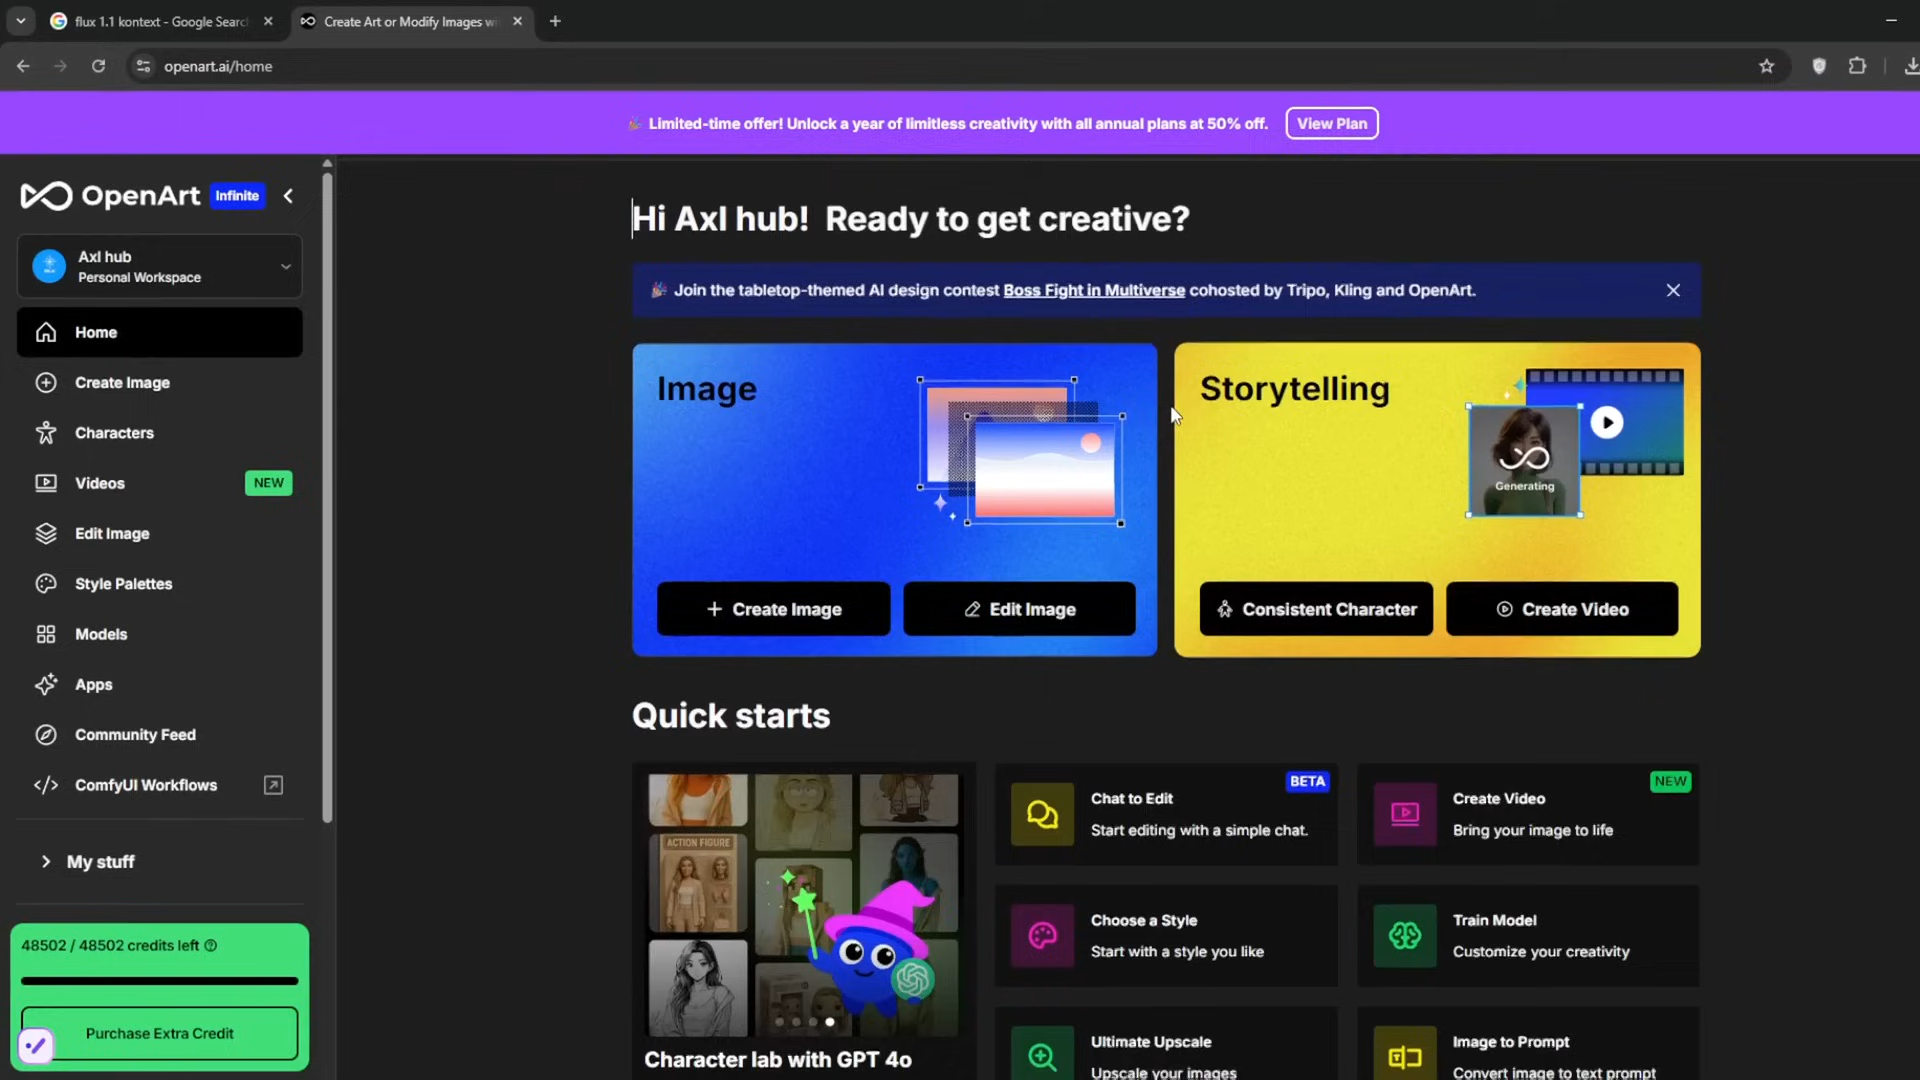 flux 1.1 kontext - Google Searc
Create Art or Modify Images wi
openart.ai/home
Limited-time offer! Unlock a year of limitless creativity with all annual plans at 50% off.
View Plan
OpenArt
Infinite
Axl hub
Personal Workspace
Home
Create Image
Characters
Videos
NEW
Edit Image
Style Palettes
Models
Apps
Community Feed
ComfyUI Workflows
My stuff
48502 / 48502 credits left
Purchase Extra Credit
Hi Axl hub! Ready to get creative?
Join the tabletop-themed AI design contest Boss Fight in Multiverse cohosted by Tripo, Kling and OpenArt.
Image
Create Image
Edit Image
Storytelling
Generating
Consistent Character
Create Video
Quick starts
ACTION FIGURE
Character lab with GPT 4o
Chat to Edit
BETA
Start editing with a simple chat.
Create Video
NEW
Bring your image to life
Choose a Style
Start with a style you like
Train Model
Customize your creativity
Ultimate Upscale
Upscale your images
Image to Prompt
Convert image to text prompt